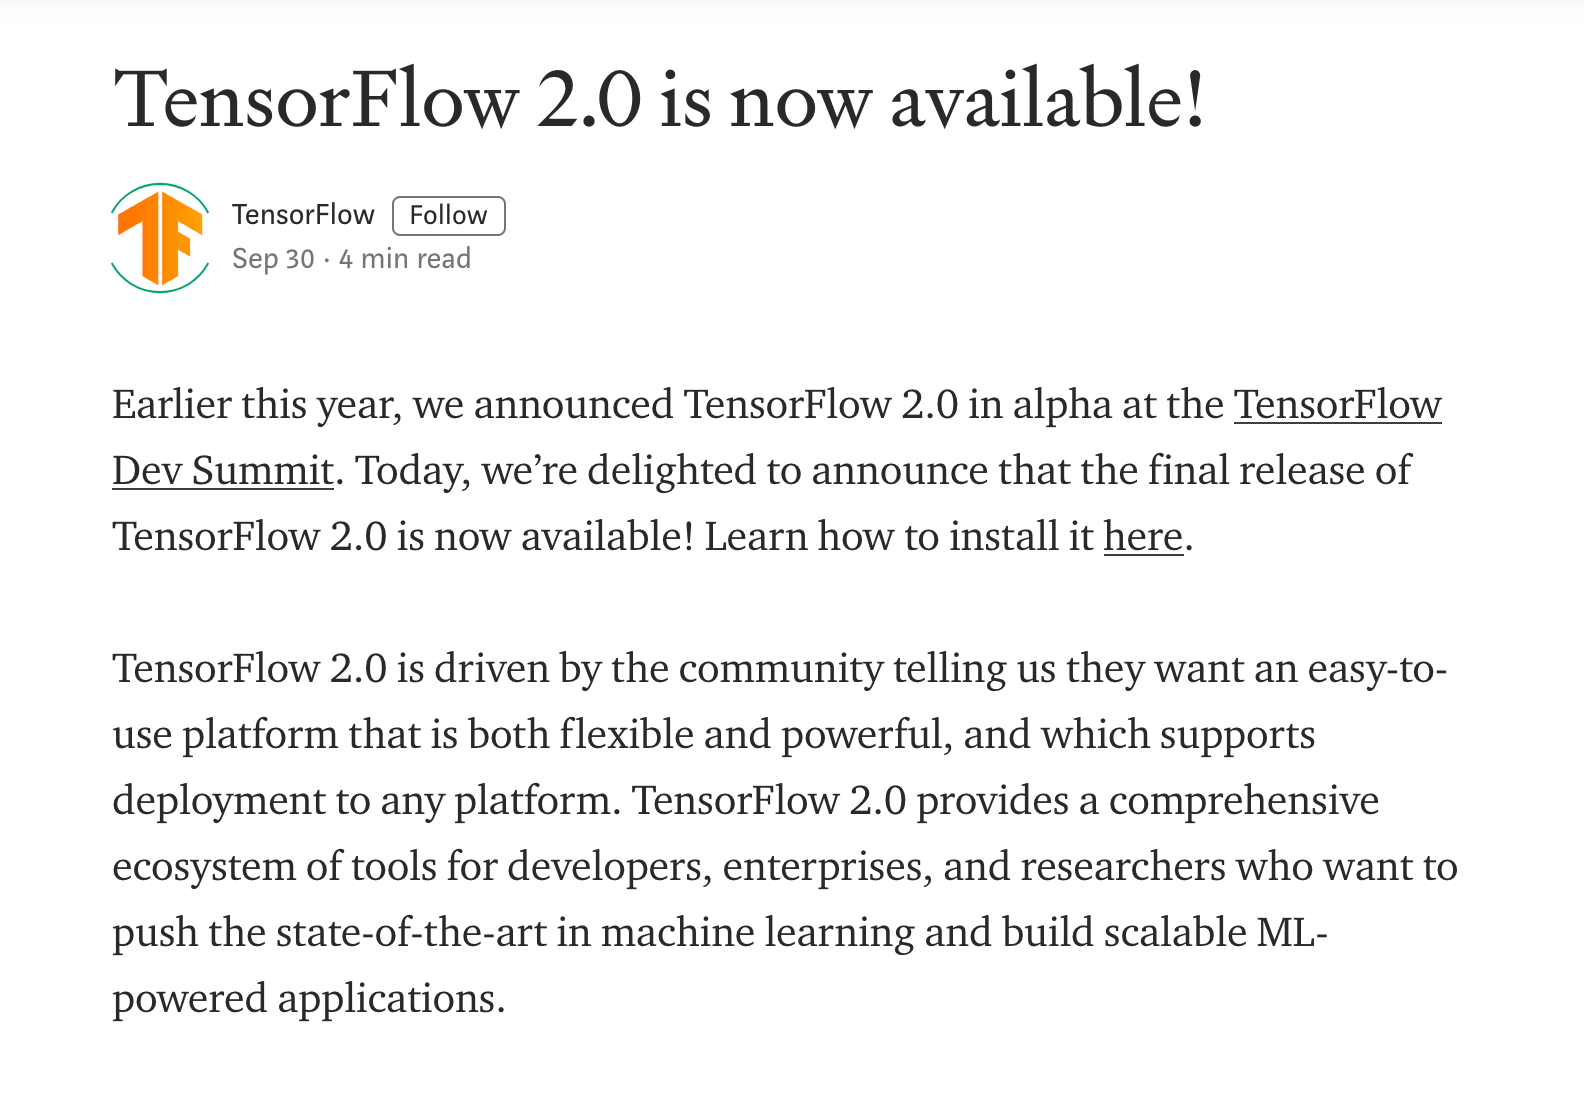 TensorFlow 2.0 is now available!
TensorFlow Follow
Sep 30 · 4 min read
Earlier this year, we announced TensorFlow 2.0 in alpha at the TensorFlow
Dev Summit. Today, we’re delighted to announce that the final release of
TensorFlow 2.0 is now available! Learn how to install it here.
TensorFlow 2.0 is driven by the community telling us they want an easy-to-
use platform that is both flexible and powerful, and which supports
deployment to any platform. TensorFlow 2.0 provides a comprehensive
ecosystem of tools for developers, enterprises, and researchers who want to
push the state-of-the-art in machine learning and build scalable ML-
powered applications.